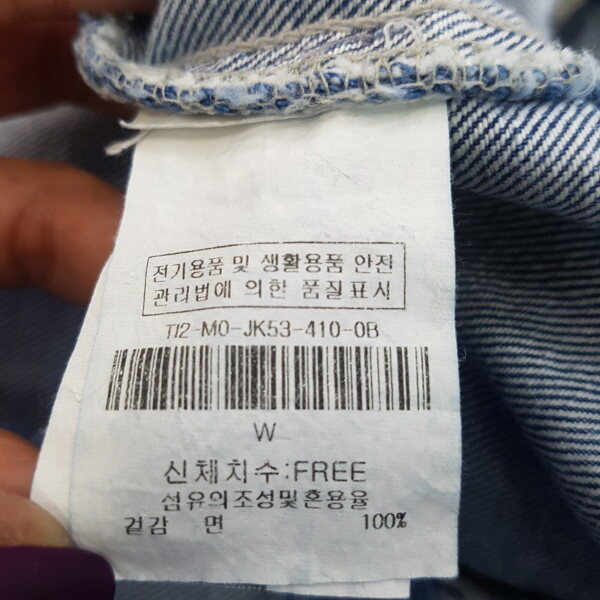 전기용품 및 생활용품 안전
관리법에 의한 품질표시
TI2-MO-JK53-410-0B
W
신체치수:FREE
섬유의조성및혼용율
겉감 면 100%